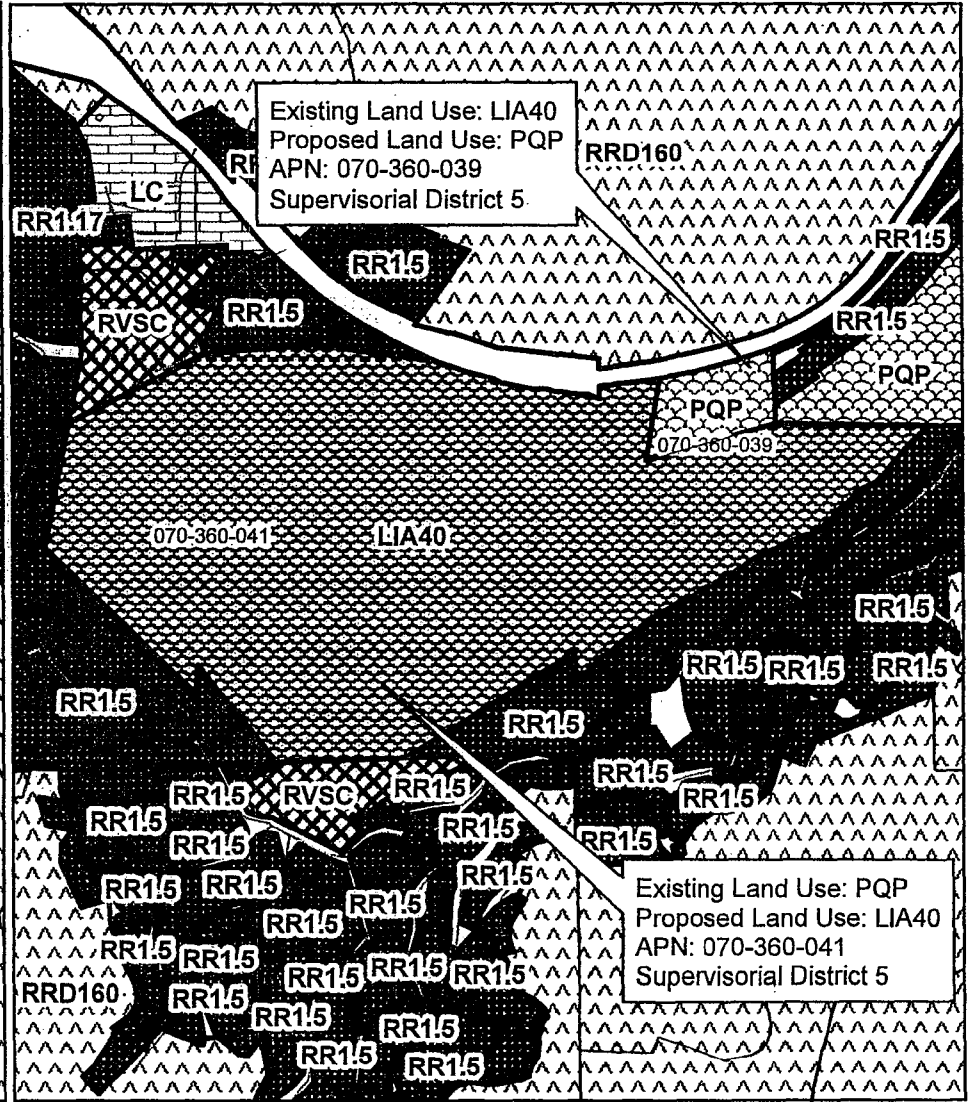 Existing Land Use: LIA40
Proposed Land Use: PQP
APN: 070-360-039
Supervisorial District 5
RRD160
LC
RR1.17
RR1.5
RR1.5
RR1.5
RVSC
RR1.5
RR1.5
PQP
PQP
070-360-039
070-360-041
LIA40
RR1.5
RR1.5
RR1.5
RR1.5
RR1.5
RR1.5
RR1.5
RR1.5
RVSC
RR1.5
RR1.5
RR1.5
RR1.5
RR1.5
RR1.5
RR1.5
RR1.5
RR1.5
Existing Land Use: PQP
Proposed Land Use: LIA40
APN: 070-360-041
Supervisorial District 5
RR1.5
RR1.5
RR1.5
RR1.5
RR1.5
RR1.5
RR1.5
RRD160
RR1.5
RR1.5
RR1.5
RR1.5
RR1.5